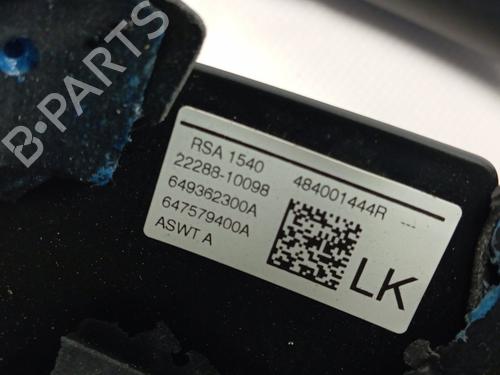 B-PARTS
RSA 1540
22288-10098
649362300A
647579400A
ASWT A
484001444R
LK